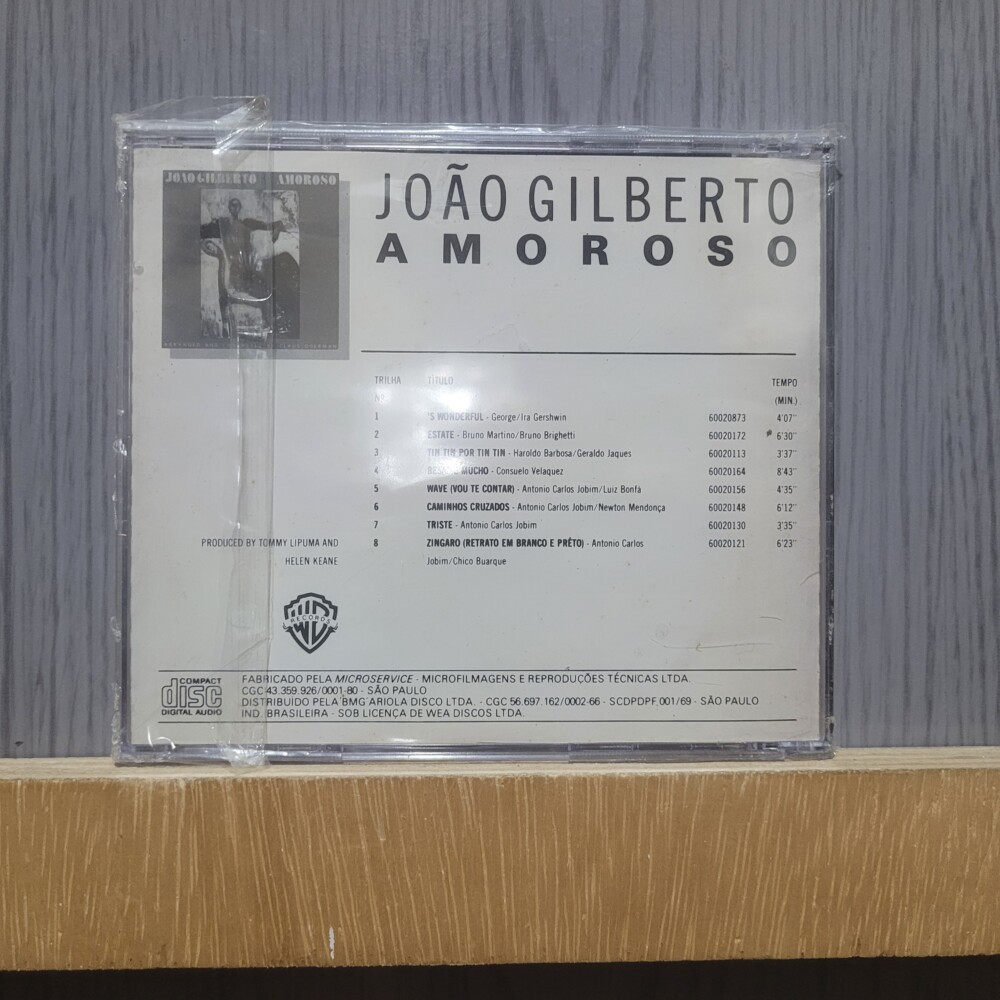 JOÃO GILBERTO AMOROSO
JOÃO GILBERTO
AMOROSO
TRILHA TÍTULO TEMPO
Nº (MIN.)
1 'S WONDERFUL - George/Ira Gershwin 60020873 4'07"
2 ESTATE - Bruno Martino/Bruno Brighetti 60020172 6'30"
3 TIN TIN POR TIN TIN - Haroldo Barbosa/Geraldo Jaques 60020113 3'37"
4 MUCHO - Consuelo Velaquez 60020164 8'43"
5 WAVE (VOU TE CONTAR) - Antonio Carlos Jobim/Luiz Bonfá 60020156 4'35"
6 CAMINHOS CRUZADOS - Antonio Carlos Jobim/Newton Mendonça 60020148 6'12"
7 TRISTE - Antonio Carlos Jobim 60020130 3'35"
8 ZINGARO (RETRATO EM BRANCO E PRÊTO) - Antonio Carlos 60020121 6'23"
Jobim/Chico Buarque
PRODUCED BY TOMMY LIPUMA AND
HELEN KEANE
RECORDS
COMPACT
disc
DIGITAL AUDIO
FABRICADO PELA MICROSERVICE - MICROFILMAGENS E REPRODUÇÕES TÉCNICAS LTDA.
CGC 43.359.926/0001-80 - SÃO PAULO
DISTRIBUIDO PELA BMG ARIOLA DISCO LTDA. - CGC 56.697.162/0002-66 - SCDPDPF.001/69 - SÃO PAULO
IND. BRASILEIRA - SOB LICENÇA DE WEA DISCOS LTDA.